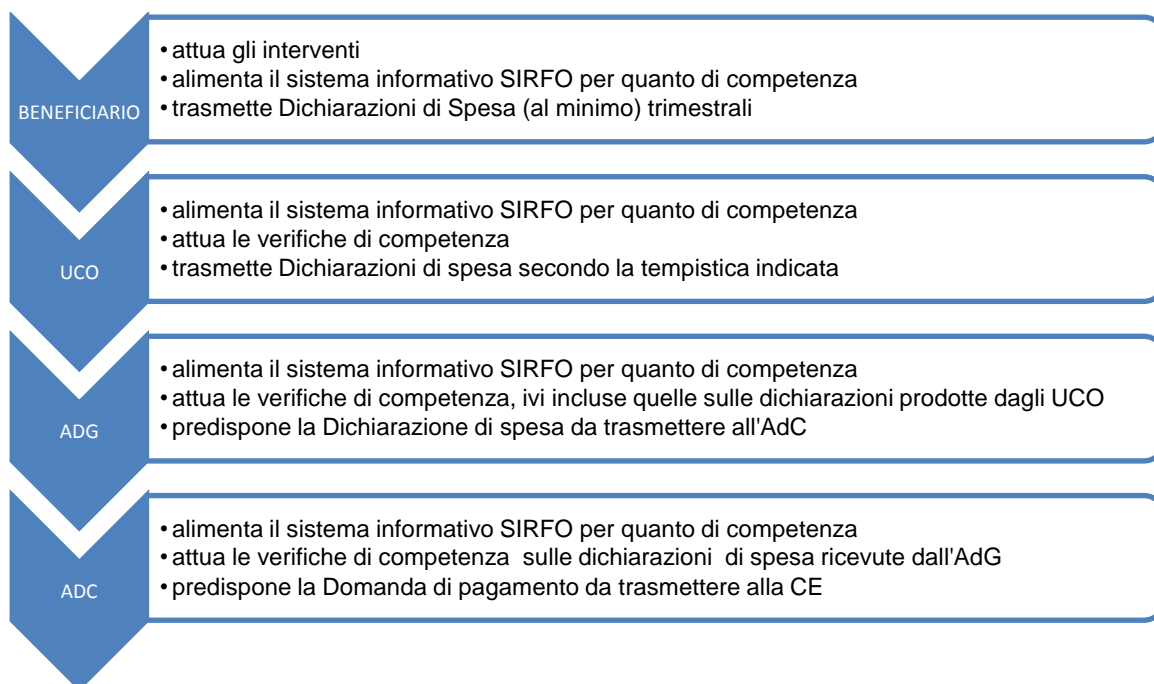 BENEFICIARIO
• attua gli interventi
• alimenta il sistema informativo SIRFO per quanto di competenza
• trasmette Dichiarazioni di Spesa (al minimo) trimestrali
UCO
• alimenta il sistema informativo SIRFO per quanto di competenza
• attua le verifiche di competenza
• trasmette Dichiarazioni di spesa secondo la tempistica indicata
ADG
• alimenta il sistema informativo SIRFO per quanto di competenza
• attua le verifiche di competenza, ivi incluse quelle sulle dichiarazioni prodotte dagli UCO
• predispone la Dichiarazione di spesa da trasmettere all'AdC
ADC
• alimenta il sistema informativo SIRFO per quanto di competenza
• attua le verifiche di competenza sulle dichiarazioni di spesa ricevute dall'AdG
• predispone la Domanda di pagamento da trasmettere alla CE